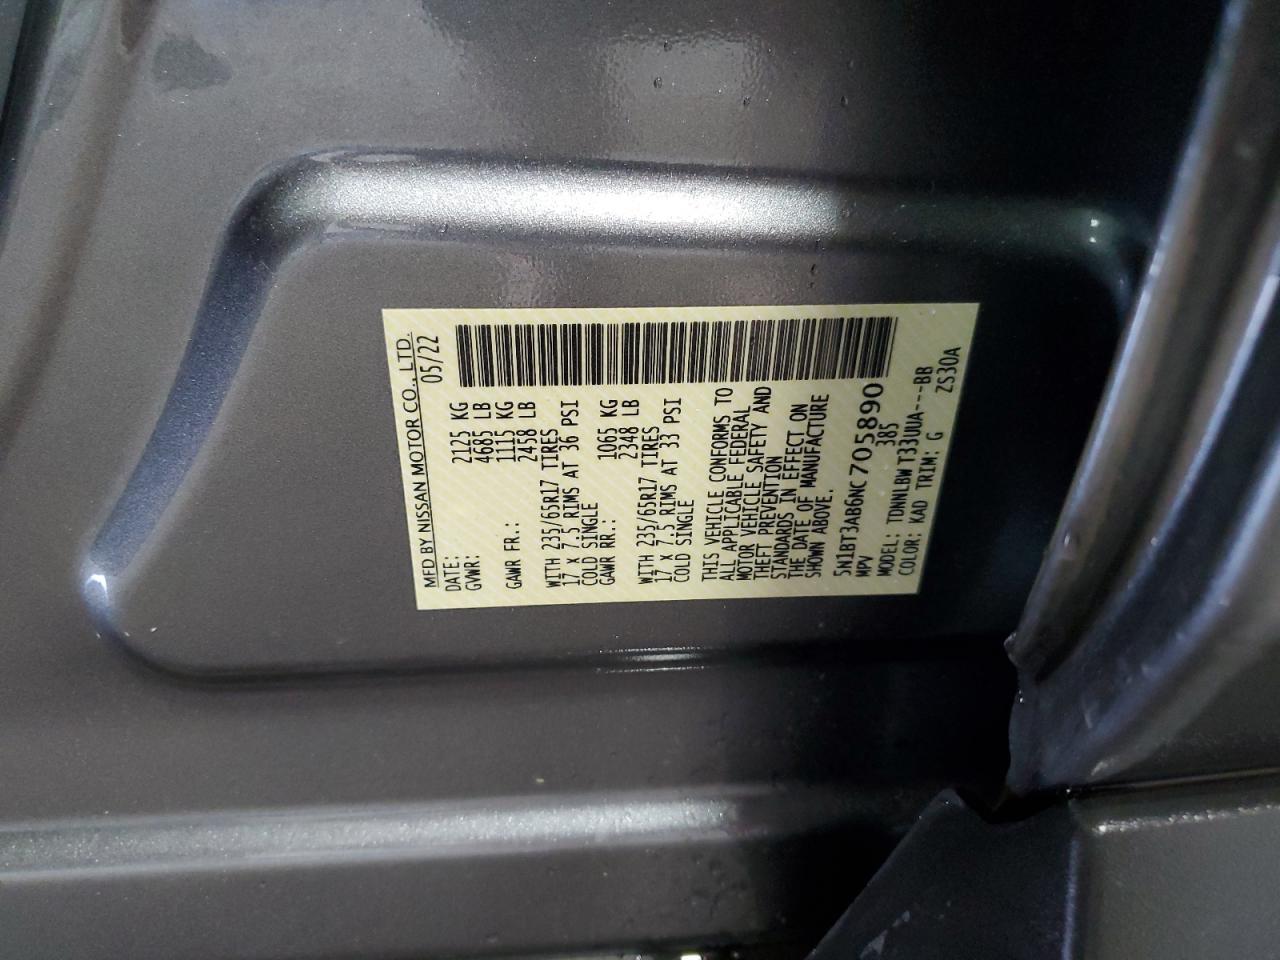 MFD BY NISSAN MOTOR CO., LTD.
DATE: 05/22
GVWR: 2125 KG
4685 LB
GAWR FR.: 1115 KG
2458 LB
WITH 235/65R17 TIRES
17 X 7.5 RIMS AT 36 PSI
COLD SINGLE
GAWR RR.: 1065 KG
2348 LB
WITH 235/65R17 TIRES
17 X 7.5 RIMS AT 33 PSI
COLD SINGLE
THIS VEHICLE CONFORMS TO
ALL APPLICABLE FEDERAL
MOTOR VEHICLE SAFETY AND
THEFT PREVENTION
STANDARDS IN EFFECT ON
THE DATE OF MANUFACTURE
SHOWN ABOVE.
5N1BT3AB6NC705890
MPV 385
MODEL: TDNNLBWT33UUA----BB
COLOR: KAD TRIM: G ZS30A